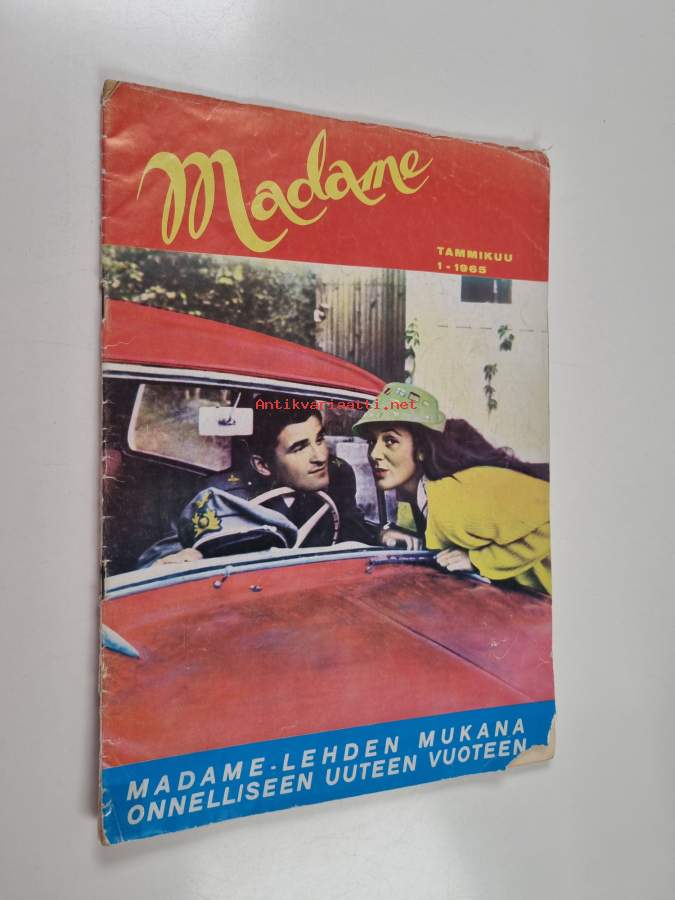 Madame
TAMMIKUU
1 - 1965
Antikvariaatti.net
MADAME-LEHDEN MUKANA
ONNELLISEEN UUTEEN VUOTEEN